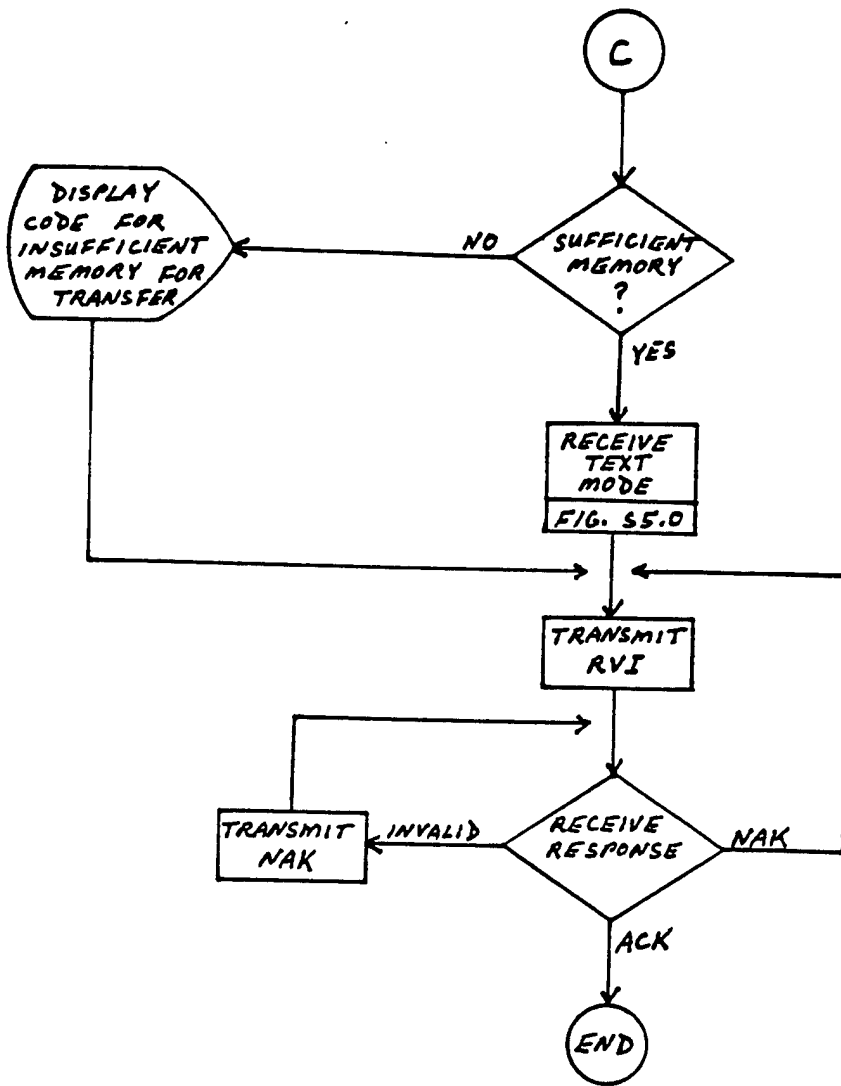 C
DISPLAY
CODE FOR
INSUFFICIENT
MEMORY FOR
TRANSFER
NO
SUFFICIENT
MEMORY
?
YES
RECEIVE
TEXT
MODE
FIG. S5.0
TRANSMIT
RVI
TRANSMIT
NAK
INVALID
RECEIVE
RESPONSE
NAK
ACK
END